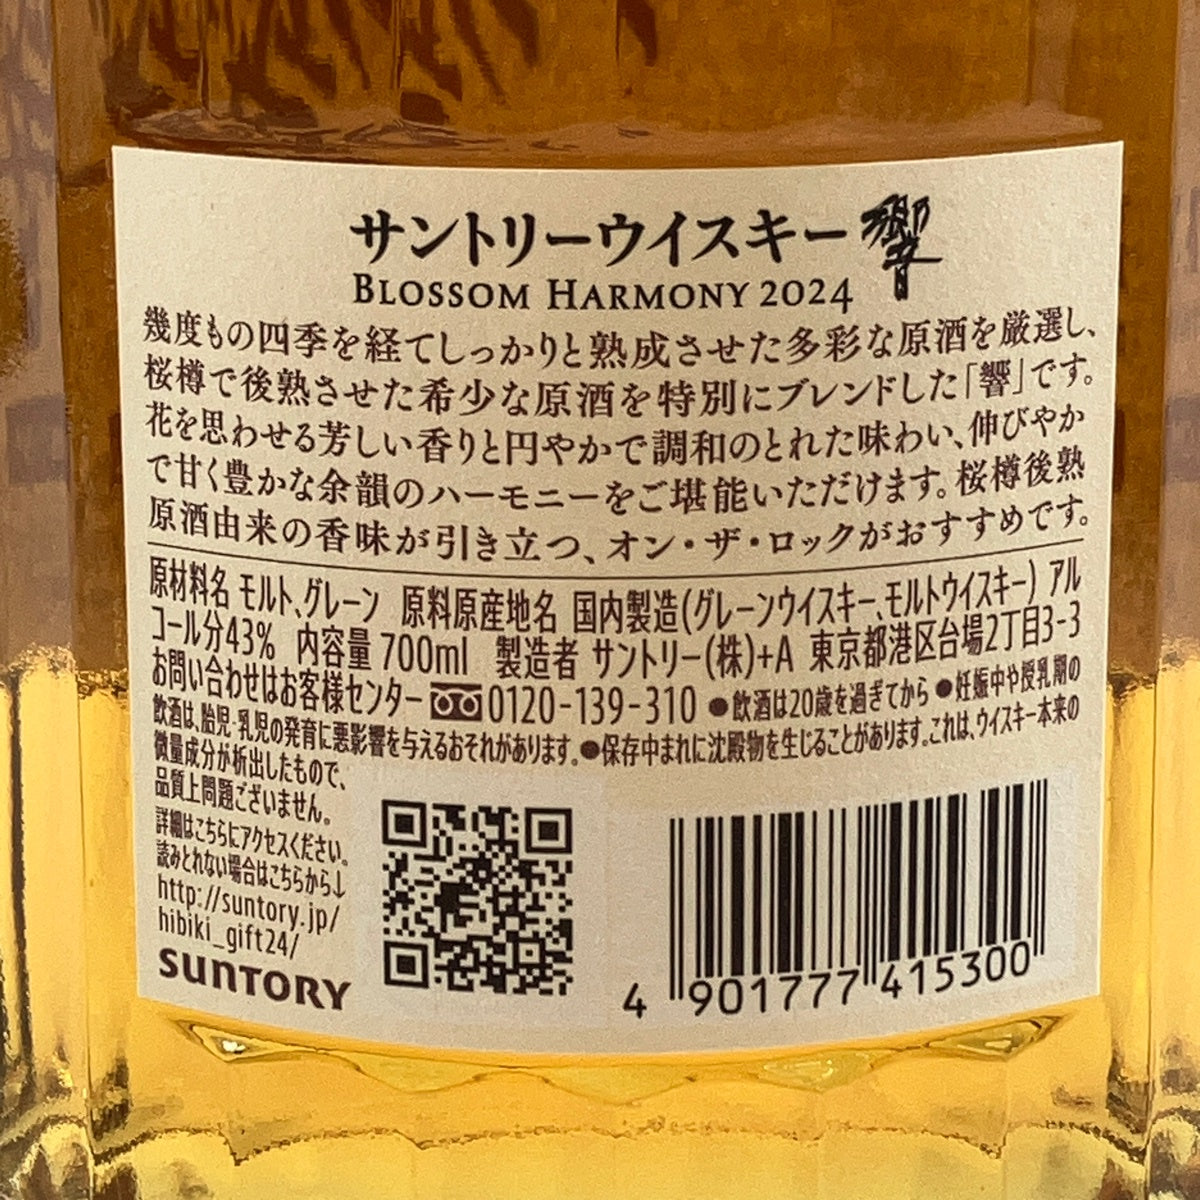 サントリーウイスキー 響
BLOSSOM HARMONY 2024
幾度もの四季を経てしっかりと熟成させた多彩な原酒を厳選し、
桜樽で後熟させた希少な原酒を特別にブレンドした「響」です。
花を思わせる芳しい香りと円やかで調和のとれた味わい、伸びやか
で甘く豊かな余韻のハーモニーをご堪能いただけます。桜樽後熟
原酒由来の香味が引き立つ、オン・ザ・ロックがおすすめです。
原材料名 モルト、グレーン 原料原産地名 国内製造(グレーンウイスキー、モルトウイスキー) アル
コール分43% 内容量 700ml 製造者 サントリー(株)+A 東京都港区台場2丁目3-3
お問い合わせはお客様センター 0120-139-310 ●飲酒は20歳を過ぎてから ●妊娠中や授乳期の
飲酒は、胎児・乳児の発育に悪影響を与えるおそれがあります。●保存中まれに沈殿物を生じることがあります。これは、ウイスキー本来の
微量成分が析出したもので、
品質上問題ございません。
詳細はこちらにアクセスください。
読みとれない場合はこちらから↓
http://suntory.jp/
hibiki_gift24/
SUNTORY
4 901777 415300